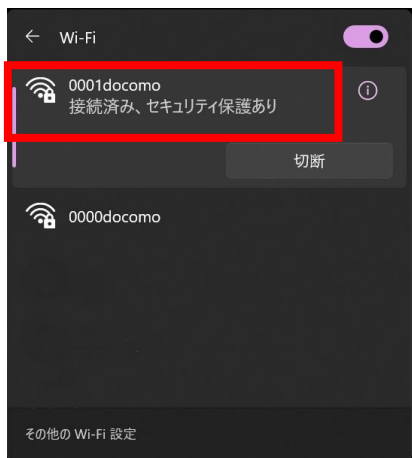 Wi-Fi
0001docomo
接続済み、セキュリティ保護あり
切断
0000docomo
その他の Wi-Fi 設定